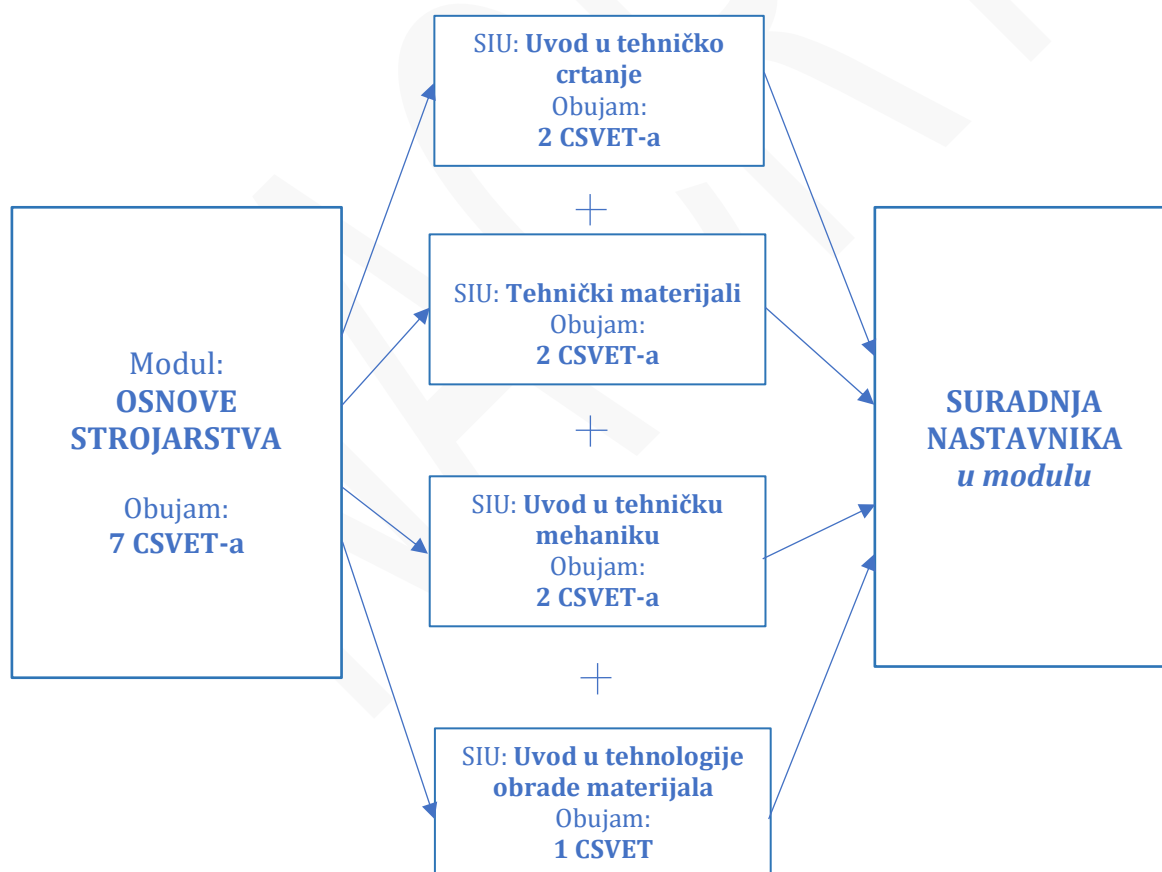 Modul:
OSNOVE
STROJARSTVA
Obujam:
7 CSVET-a
SIU: Uvod u tehničko
crtanje
Obujam:
2 CSVET-a
+
SIU: Tehnički materijali
Obujam:
2 CSVET-a
+
SIU: Uvod u tehničku
mehaniku
Obujam:
2 CSVET-a
+
SIU: Uvod u tehnologije
obrade materijala
Obujam:
1 CSVET
SURADNJA
NASTAVNIKA
u modulu